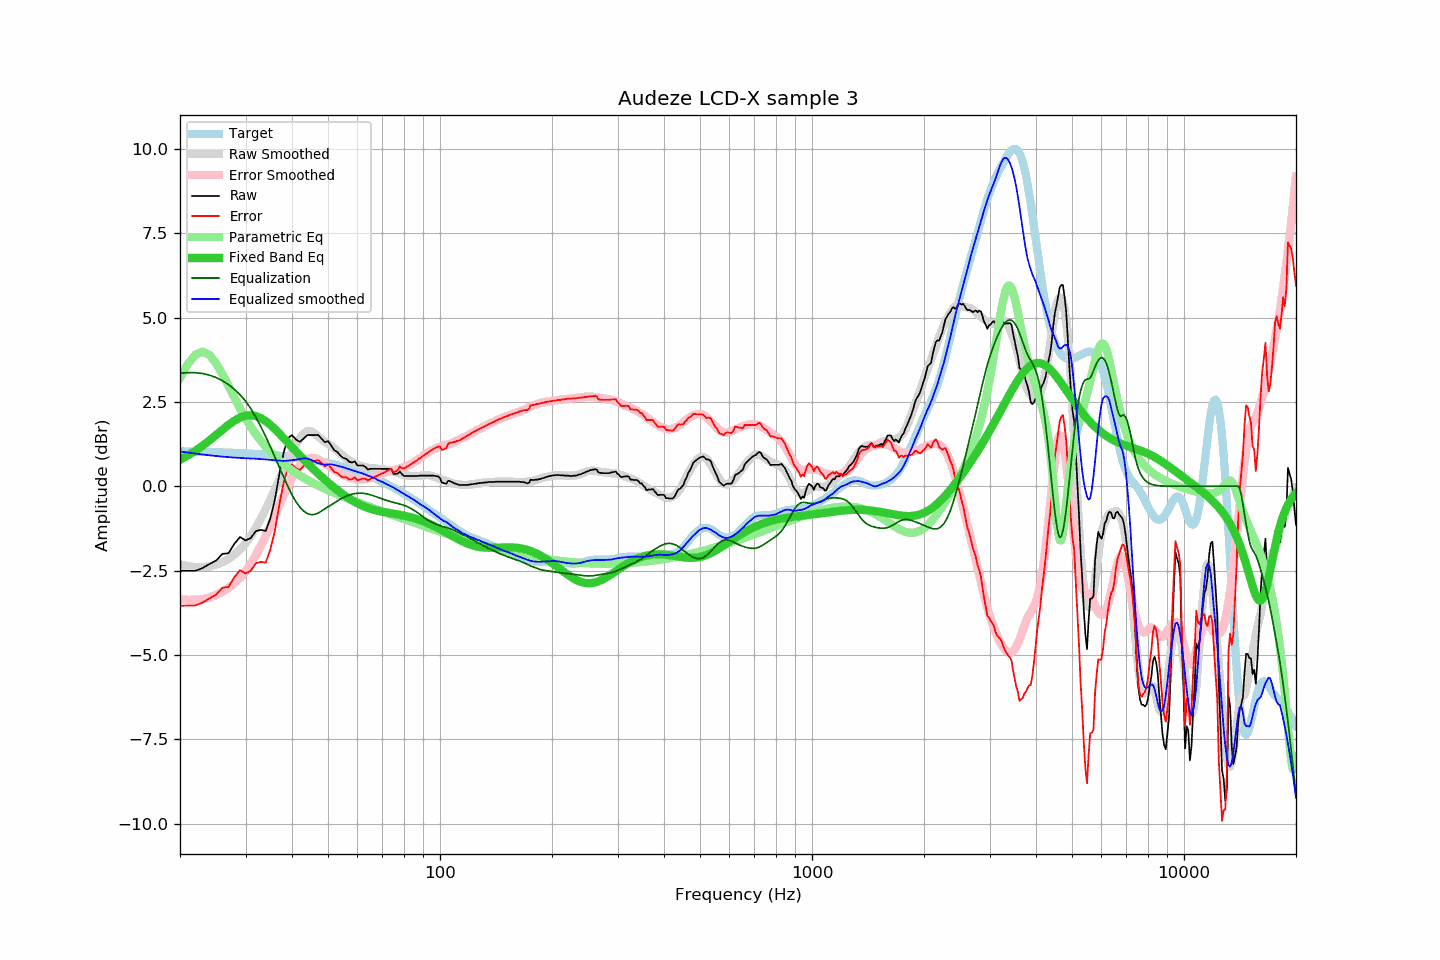 Audeze LCD-X sample 3
Target
Raw Smoothed
Error Smoothed
Raw
Error
Parametric Eq
Fixed Band Eq
Equalization
Equalized smoothed
10.0
7.5
5.0
2.5
0.0
−2.5
−5.0
−7.5
−10.0
Amplitude (dBr)
100
1000
10000
Frequency (Hz)